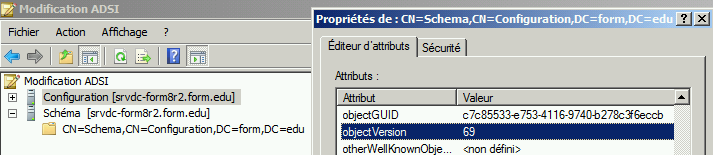 Modification ADSI
Fichier Action Affichage ?
Modification ADSI
Configuration [srvdc-form8r2.form.edu]
Schéma [srvdc-form8r2.form.edu]
CN=Schema,CN=Configuration,DC=form,DC=edu
Propriétés de : CN=Schema,CN=Configuration,DC=form,DC=edu
Éditeur d'attributs Sécurité
Attributs :
Attribut Valeur
objectGUID c7c85533-e753-4116-9740-b278c3f6eccb
objectVersion 69
otherWellKnownObje... <non défini>